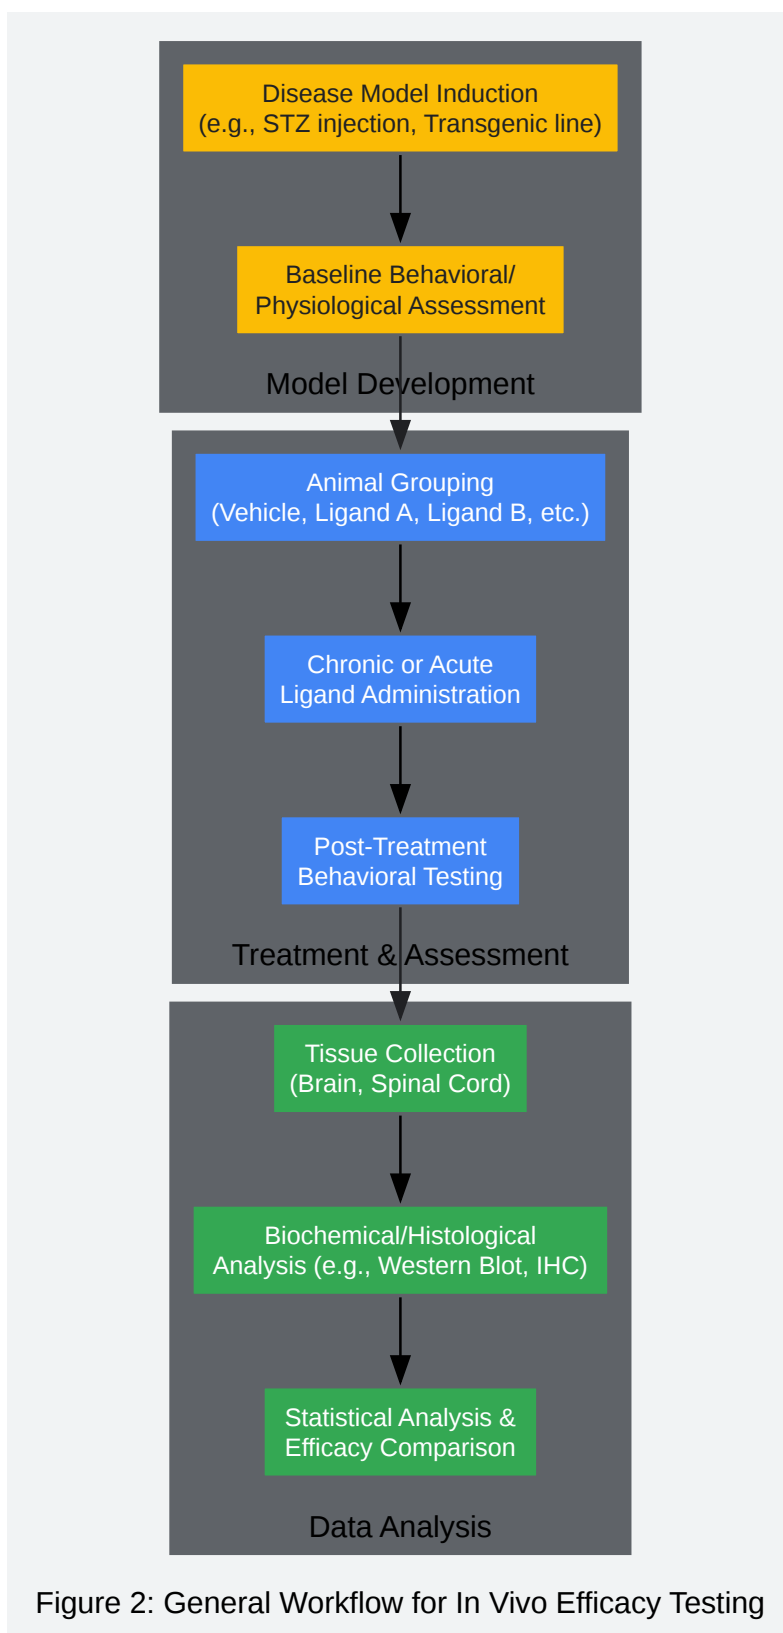 Disease Model Induction
(e.g., STZ injection, Transgenic line)
Baseline Behavioral/
Physiological Assessment
Model Development
Animal Grouping
(Vehicle, Ligand A, Ligand B, etc.)
Chronic or Acute
Ligand Administration
Post-Treatment
Behavioral Testing
Treatment & Assessment
Tissue Collection
(Brain, Spinal Cord)
Biochemical/Histological
Analysis (e.g., Western Blot, IHC)
Statistical Analysis &
Efficacy Comparison
Data Analysis
Figure 2: General Workflow for In Vivo Efficacy Testing